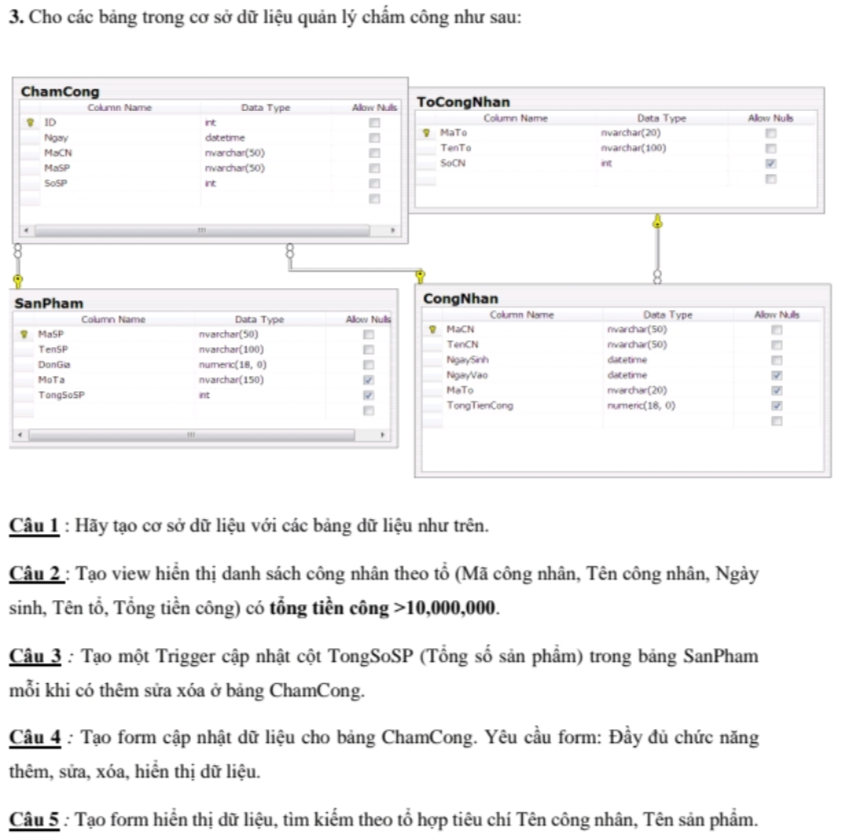 3. Cho các bảng trong cơ sở dữ liệu quản lý chấm công như sau:
ChamCong
Column Name Data Type Allow Nulls
ID int
Ngay datetime
MaCN nvarchar(50)
MaSP nvarchar(50)
SoSP int
ToCongNhan
Column Name Data Type Allow Nulls
MaTo nvarchar(20)
TenTo nvarchar(100)
SoCN int
SanPham
Column Name Data Type Allow Nulls
MaSP nvarchar(50)
TenSP nvarchar(100)
DonGia numeric(18, 0)
MoTa nvarchar(150)
TongSoSP int
CongNhan
Column Name Data Type Allow Nulls
MaCN nvarchar(50)
TenCN nvarchar(50)
NgaySinh datetime
NgayVao datetime
MaTo nvarchar(20)
TongTienCong numeric(18, 0)
Câu 1 : Hãy tạo cơ sở dữ liệu với các bảng dữ liệu như trên.
Câu 2 : Tạo view hiển thị danh sách công nhân theo tổ (Mã công nhân, Tên công nhân, Ngày
sinh, Tên tổ, Tổng tiền công) có tổng tiền công >10,000,000.
Câu 3 : Tạo một Trigger cập nhật cột TongSoSP (Tổng số sản phẩm) trong bảng SanPham
mỗi khi có thêm sửa xóa ở bảng ChamCong.
Câu 4 : Tạo form cập nhật dữ liệu cho bảng ChamCong. Yêu cầu form: Đầy đủ chức năng
thêm, sửa, xóa, hiển thị dữ liệu.
Câu 5 : Tạo form hiển thị dữ liệu, tìm kiếm theo tổ hợp tiêu chí Tên công nhân, Tên sản phẩm.